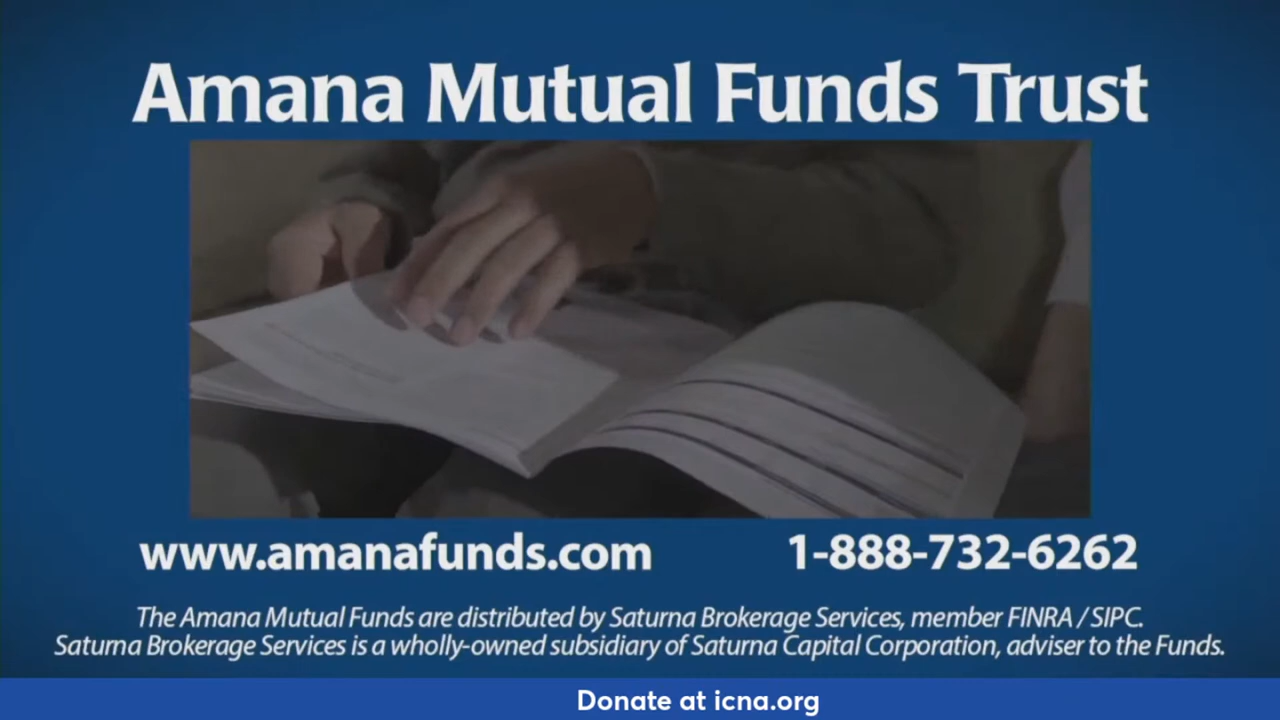 Amana Mutual Funds Trust
www.amanafunds.com
1-888-732-6262
The Amana Mutual Funds are distributed by Saturna Brokerage Services, member FINRA / SIPC.
Saturna Brokerage Services is a wholly-owned subsidiary of Saturna Capital Corporation, adviser to the Funds.
Donate at icna.org